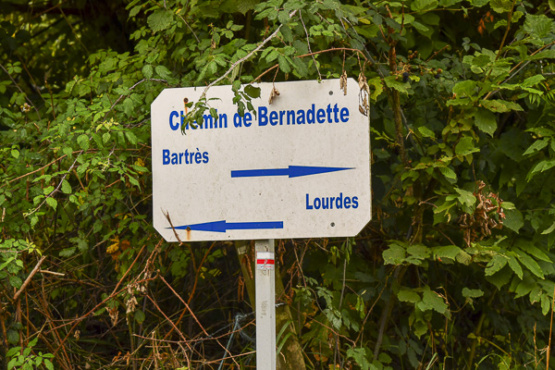 Chemin de Bernadette
Bartrès
Lourdes